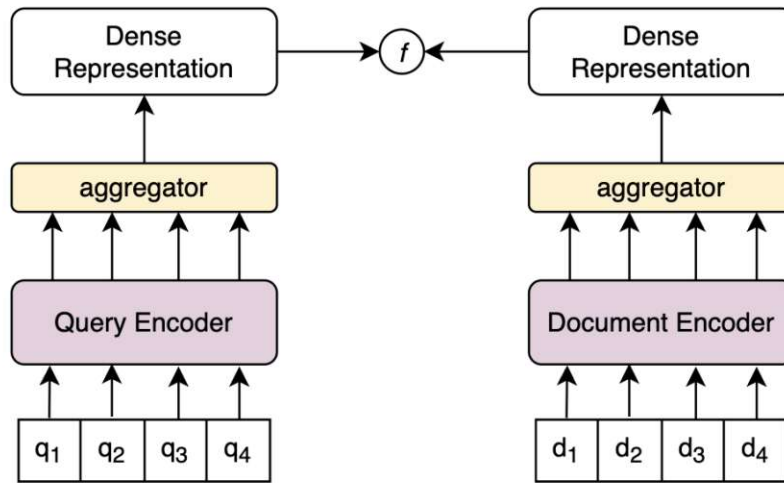 Dense
Representation
f
Dense
Representation
aggregator
aggregator
Query Encoder
Document Encoder
q₁ q₂ q₃ q₄
d₁ d₂ d₃ d₄